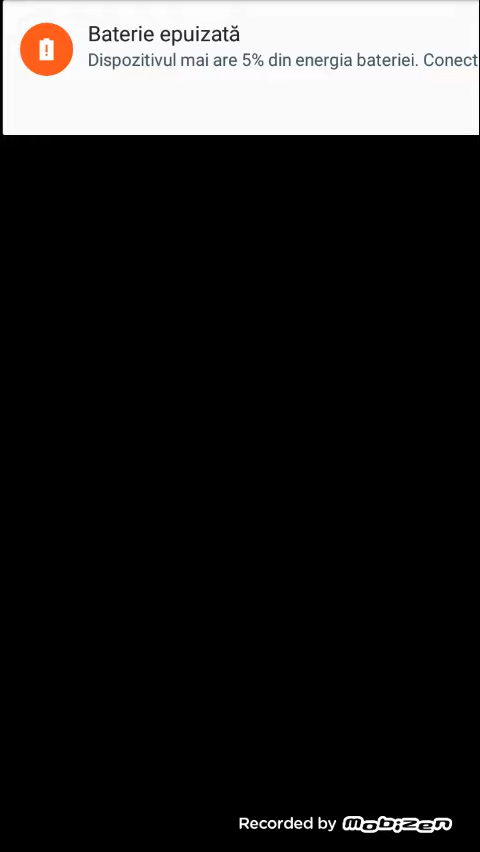 Baterie epuizată
Dispozitivul mai are 5% din energia bateriei. Conect
Recorded by Mobizen